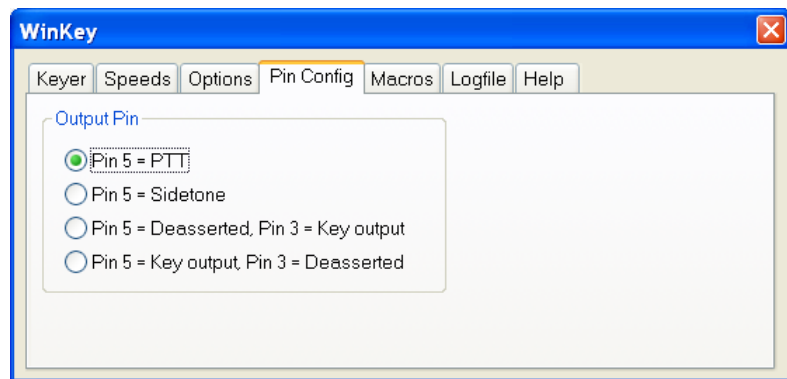 WinKey
Keyer Speeds Options Pin Config Macros Logfile Help
Output Pin
Pin 5 = PTT
Pin 5 = Sidetone
Pin 5 = Deasserted, Pin 3 = Key output
Pin 5 = Key output, Pin 3 = Deasserted